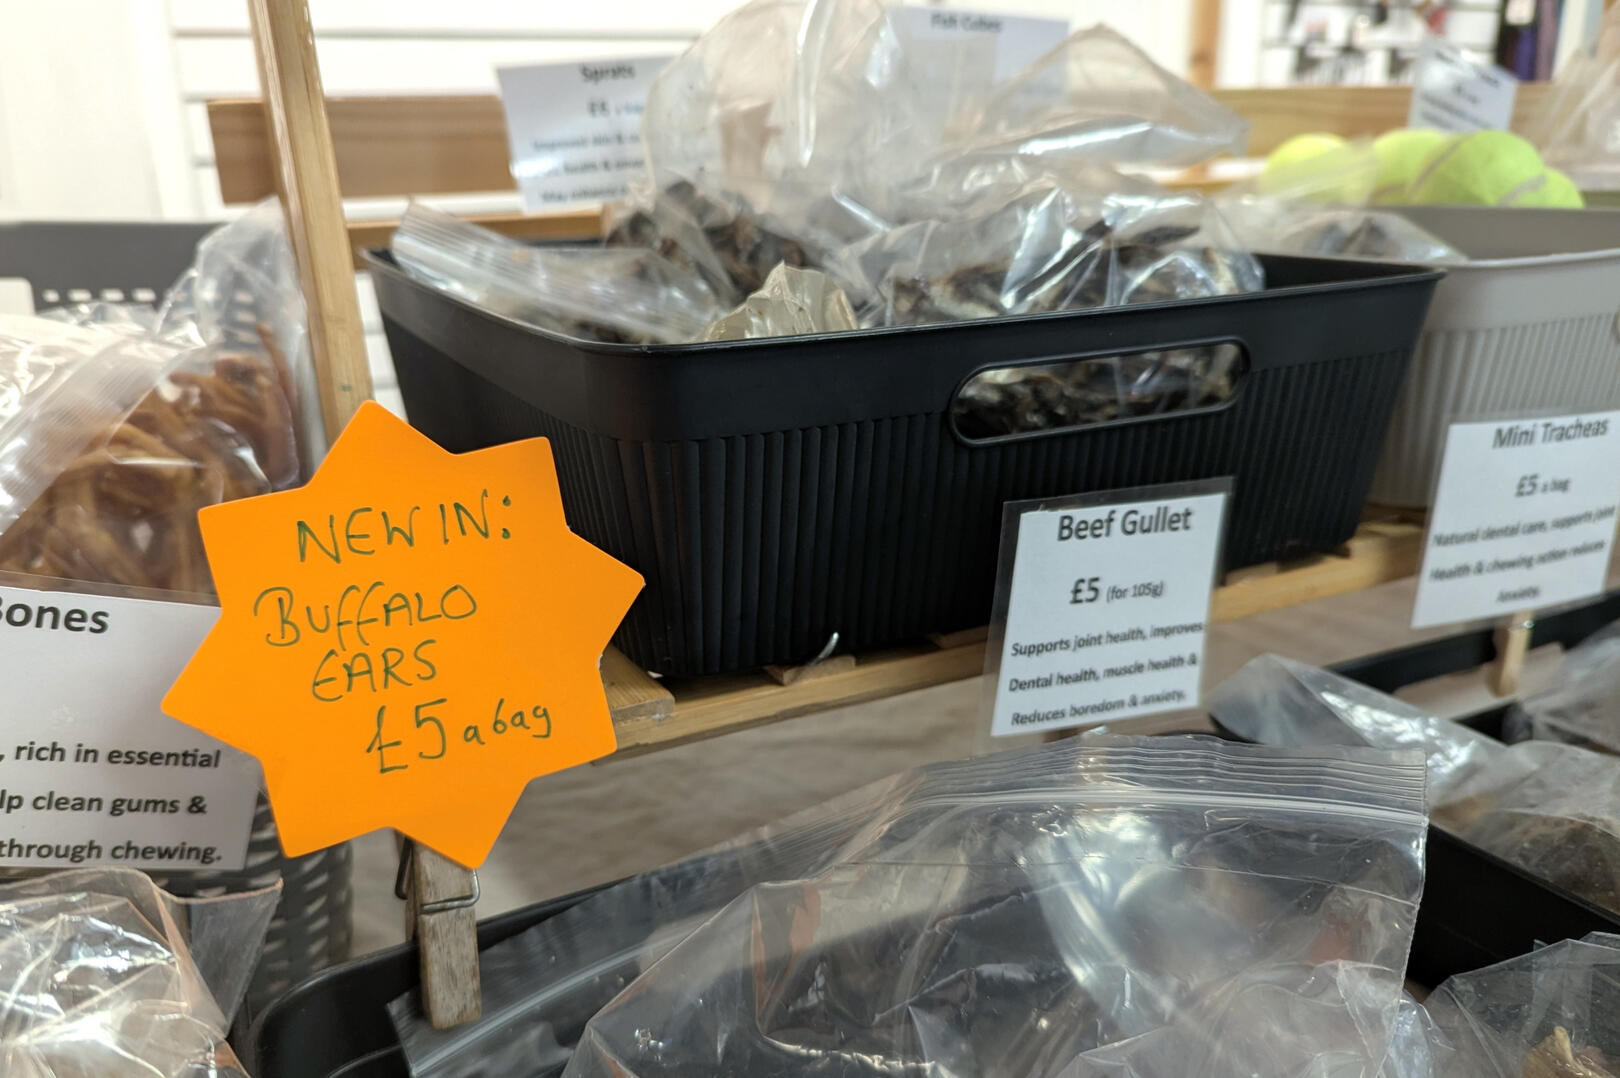 Sprats
£5
Fish Cubes
NEW IN:
BUFFALO
EARS
£5 a bag
Bones
, rich in essential
lp clean gums &
through chewing.
Beef Gullet
£5 (for 105g)
Supports joint health, improves
Dental health, muscle health &
Reduces boredom & anxiety.
Mini Tracheas
£5 a bag
Natural dental care, supports joint
Health & chewing action reduces
Anxiety.